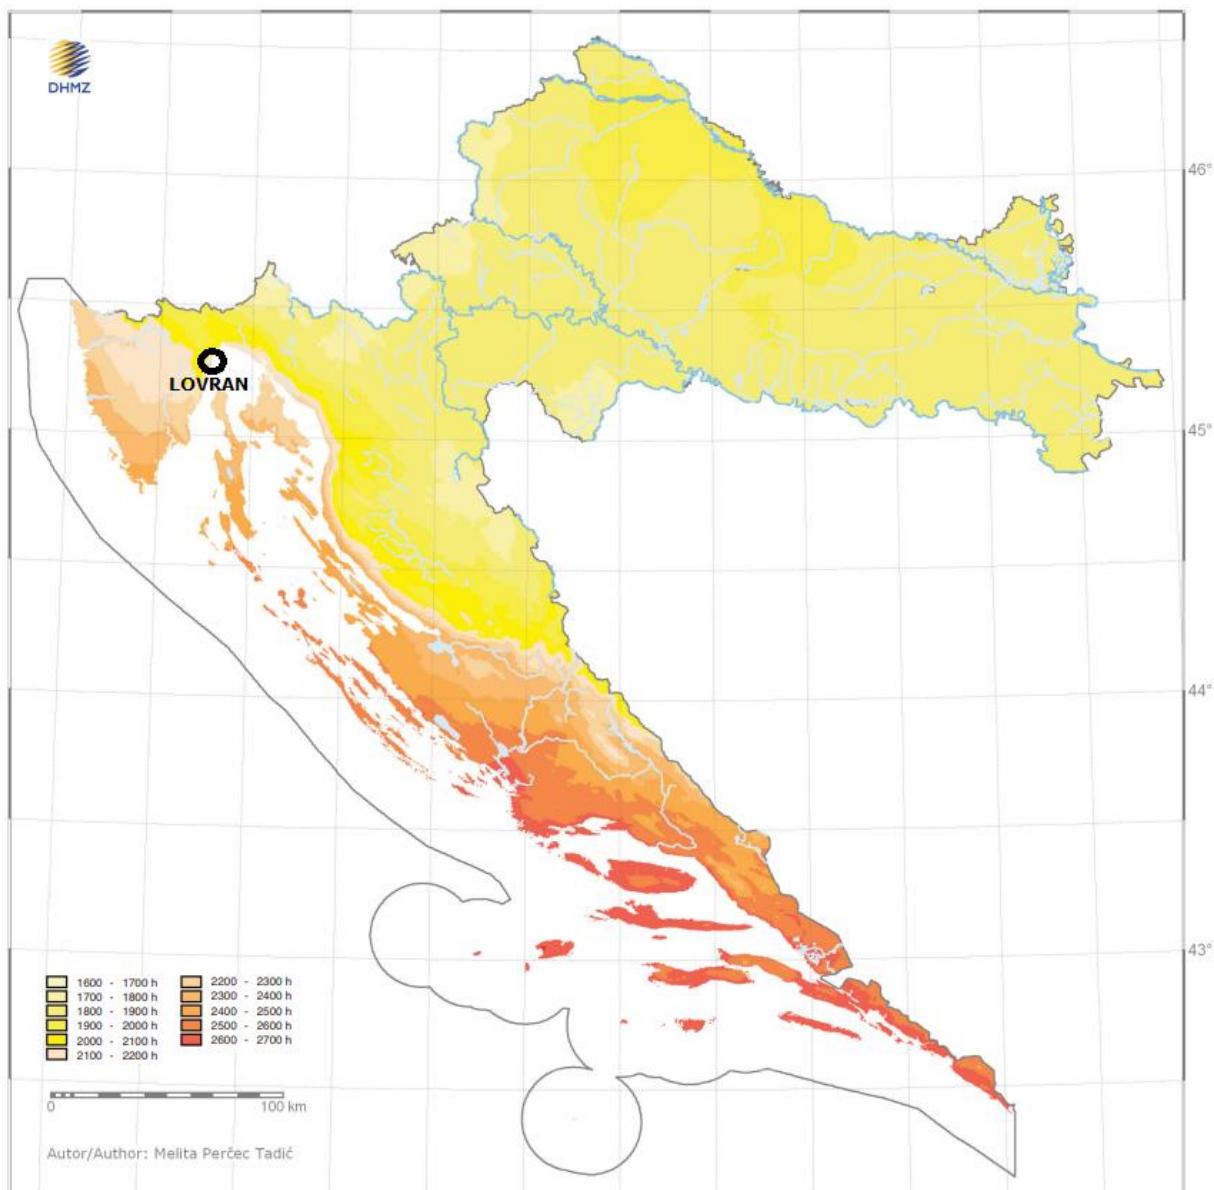 DHMZ
46°
LOVRAN
45°
44°
43°
1600 - 1700 h
1700 - 1800 h
1800 - 1900 h
1900 - 2000 h
2000 - 2100 h
2100 - 2200 h
2200 - 2300 h
2300 - 2400 h
2400 - 2500 h
2500 - 2600 h
2600 - 2700 h
0 100 km
Autor/Author: Melita Perčec Tadić